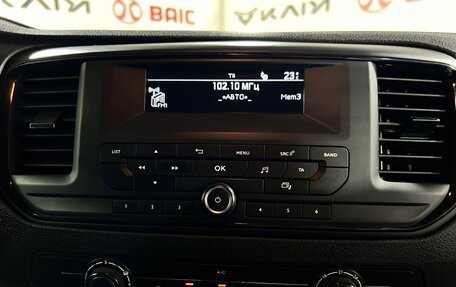 BAIC
TA 23
102.10 МГц
_«АВТО»_ Mem3
LIST MENU SRC BAND
OK TA
1 2 3 4 5 6
A/C